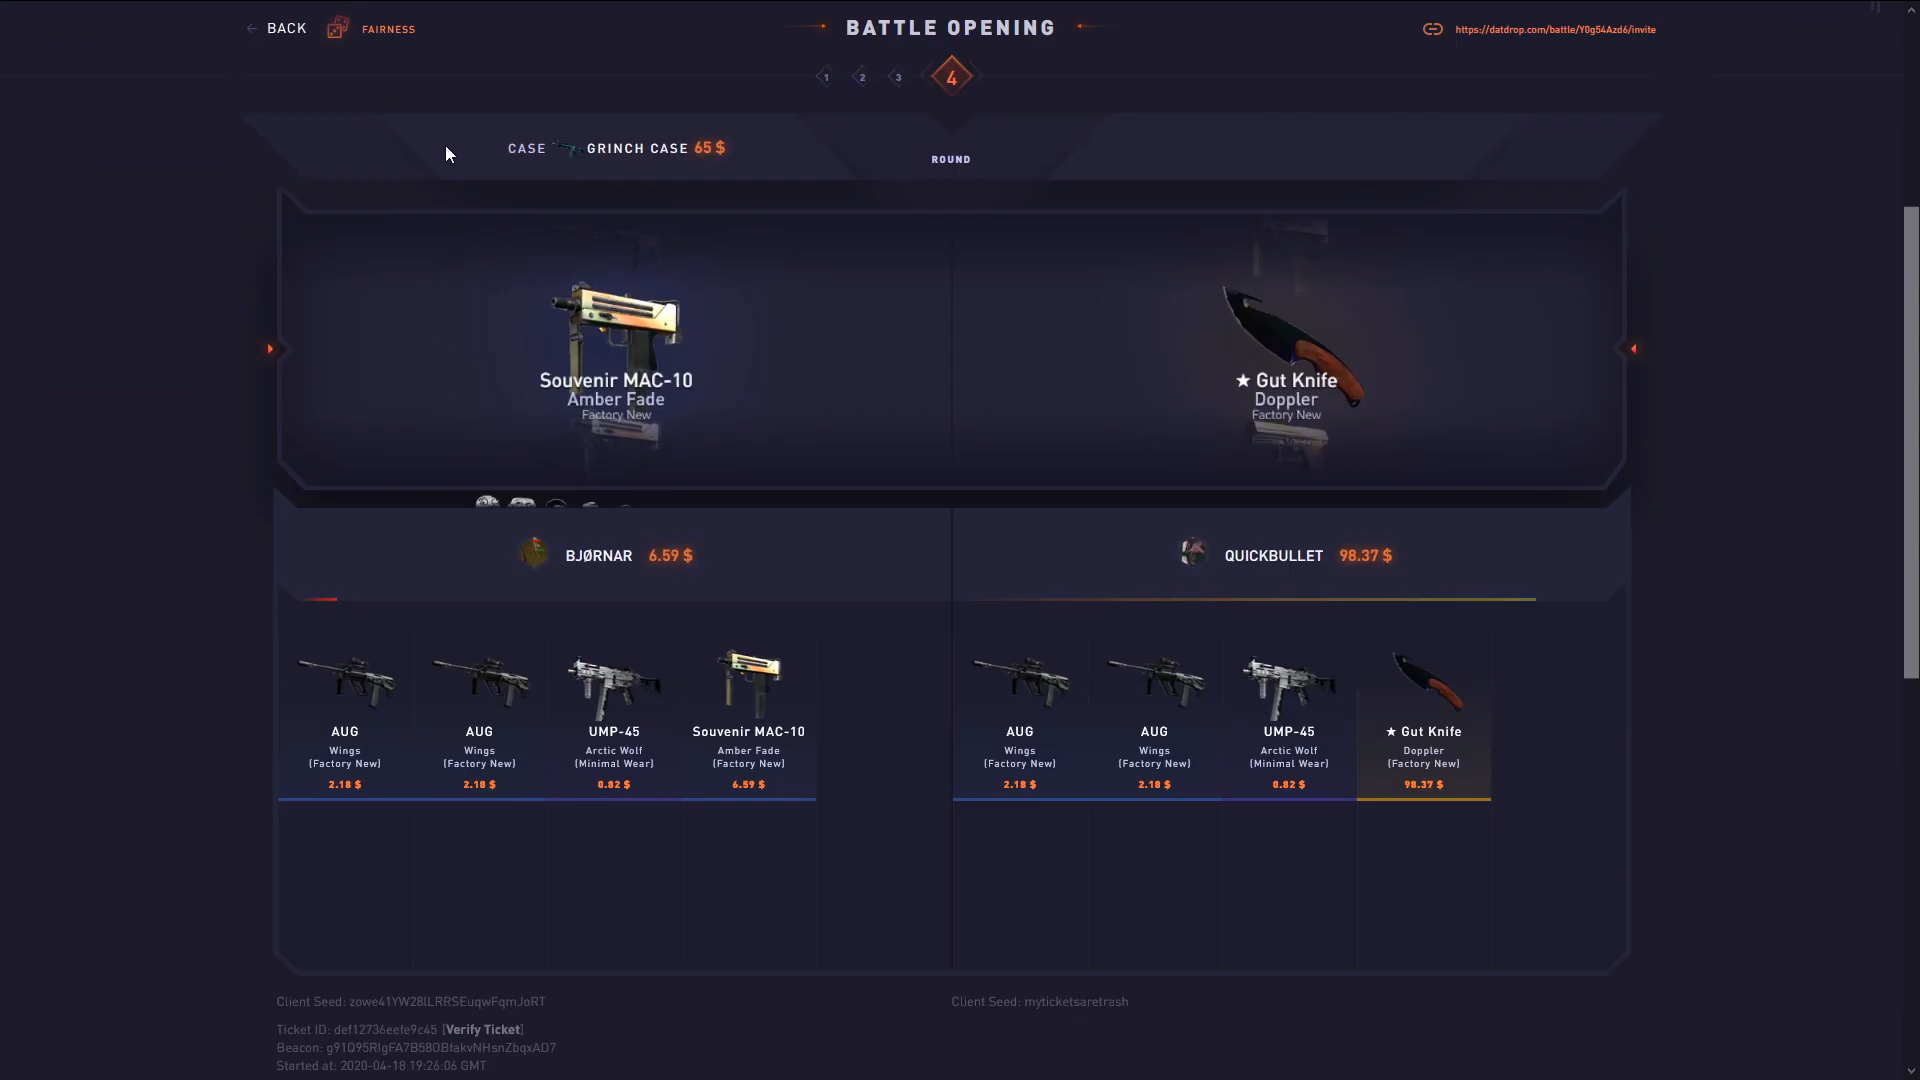 BACK
FAIRNESS
BATTLE OPENING
https://datdrop.com/battle/Y0g54Azd6/invite
1
2
3
4
CASE GRINCH CASE 65 $
ROUND
Souvenir MAC-10
Amber Fade
Factory New
★ Gut Knife
Doppler
Factory New
BJØRNAR 6.59 $
QUICKBULLET 98.37 $
AUG
Wings
(Factory New)
2.18 $
AUG
Wings
(Factory New)
2.18 $
UMP-45
Arctic Wolf
(Minimal Wear)
0.82 $
Souvenir MAC-10
Amber Fade
(Factory New)
6.59 $
AUG
Wings
(Factory New)
2.18 $
AUG
Wings
(Factory New)
2.18 $
UMP-45
Arctic Wolf
(Minimal Wear)
0.82 $
★ Gut Knife
Doppler
(Factory New)
98.37 $
Client Seed: zowe41YW28lLRRSEuqwFqmJoRT
Client Seed: myticketsaretrash
Ticket ID: def12736eefe9c45 [Verify Ticket]
Beacon: g91Q95RIgFA7B58OBfakvNHsnZbqxAD7
Started at: 2020-04-18 19:26:06 GMT